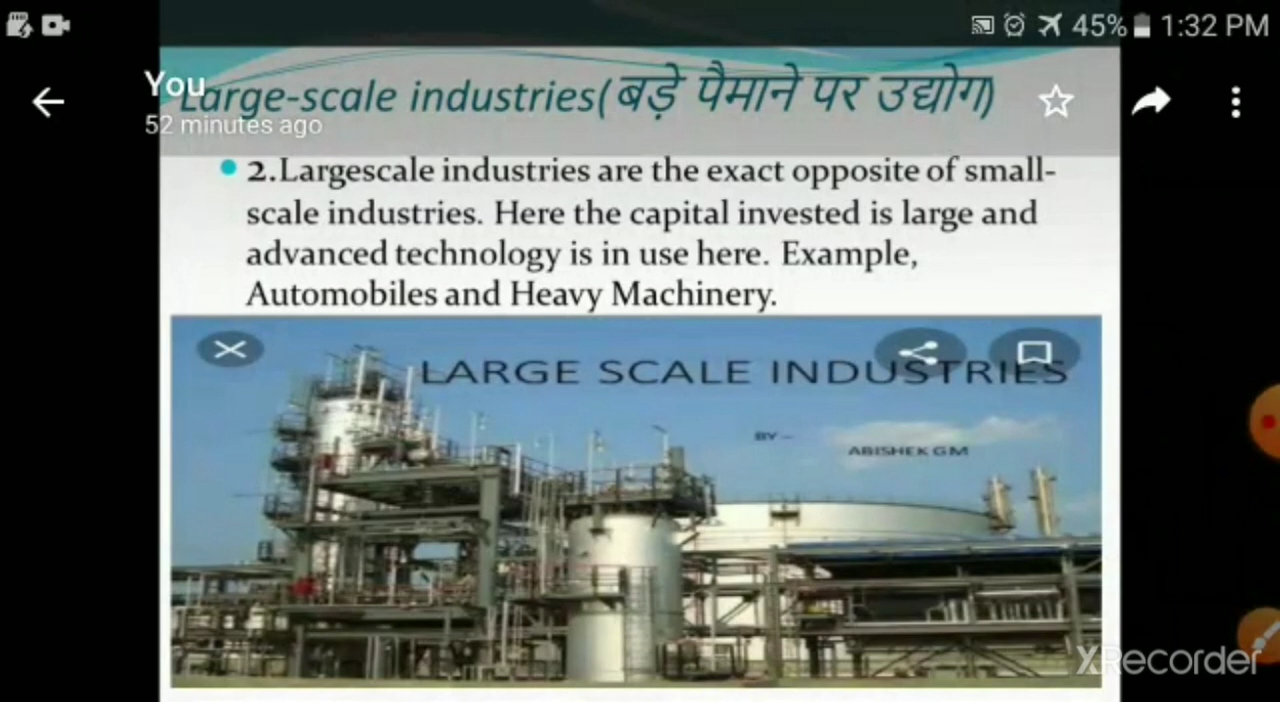 45% 1:32 PM
You
52 minutes ago
Large-scale industries(बड़े पैमाने पर उद्योग)
2.Largescale industries are the exact opposite of small-
scale industries. Here the capital invested is large and
advanced technology is in use here. Example,
Automobiles and Heavy Machinery.
LARGE SCALE INDUSTRIES
BY –
ABISHEK G M
XRecorder